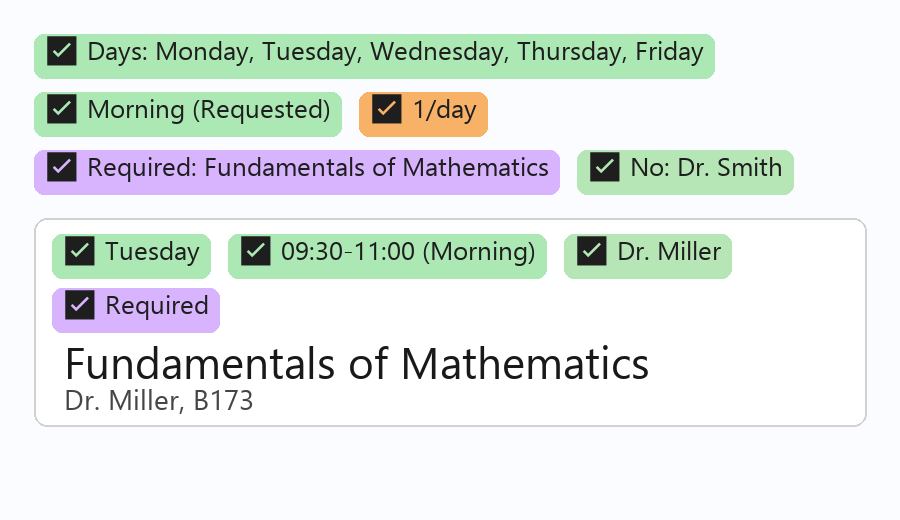 Days: Monday, Tuesday, Wednesday, Thursday, Friday
Morning (Requested) 1/day
Required: Fundamentals of Mathematics No: Dr. Smith
Tuesday 09:30-11:00 (Morning) Dr. Miller
Required
Fundamentals of Mathematics
Dr. Miller, B173